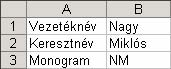 A B
1 Vezetéknév Nagy
2 Keresztnév Miklós
3 Monogram NM